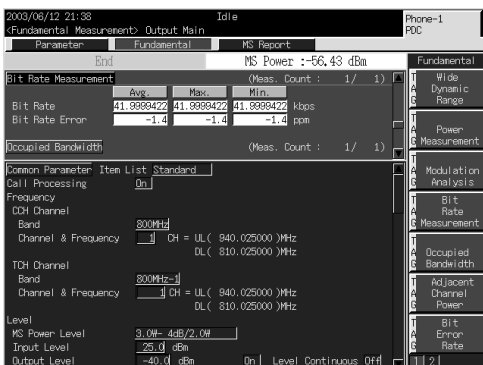 2003/06/12 21:38 Idle Phone-1
<Fundamental Measurement> Output Main PDC
Parameter Fundamental MS Report
End MS Power :-56.43 dBm Fundamental
Bit Rate Measurement (Meas. Count : 1/ 1)
Avg. Max. Min.
Bit Rate 41.9999422 41.9999422 41.9999422 kbps
Bit Rate Error -1.4 -1.4 -1.4 ppm
Occupied Bandwidth (Meas. Count : 1/ 1)
Common Parameter Item List Standard
Call Processing On
Frequency
CCH Channel
Band 800MHz
Channel & Frequency 1 CH = UL( 940.025000 )MHz
DL( 810.025000 )MHz
TCH Channel
Band 800MHz-1
Channel & Frequency 1 CH = UL( 940.025000 )MHz
DL( 810.025000 )MHz
Level
MS Power Level 3.0W- 4dB/2.0W
Input Level 25.0 dBm
Output Level -40.0 dBm On Level Continuous Off
TAG Wide Dynamic Range
TAG Power Measurement
TAG Modulation Analysis
TAG Bit Rate Measurement
TAG Occupied Bandwidth
TAG Adjacent Channel Power
TAG Bit Error Rate
1 2